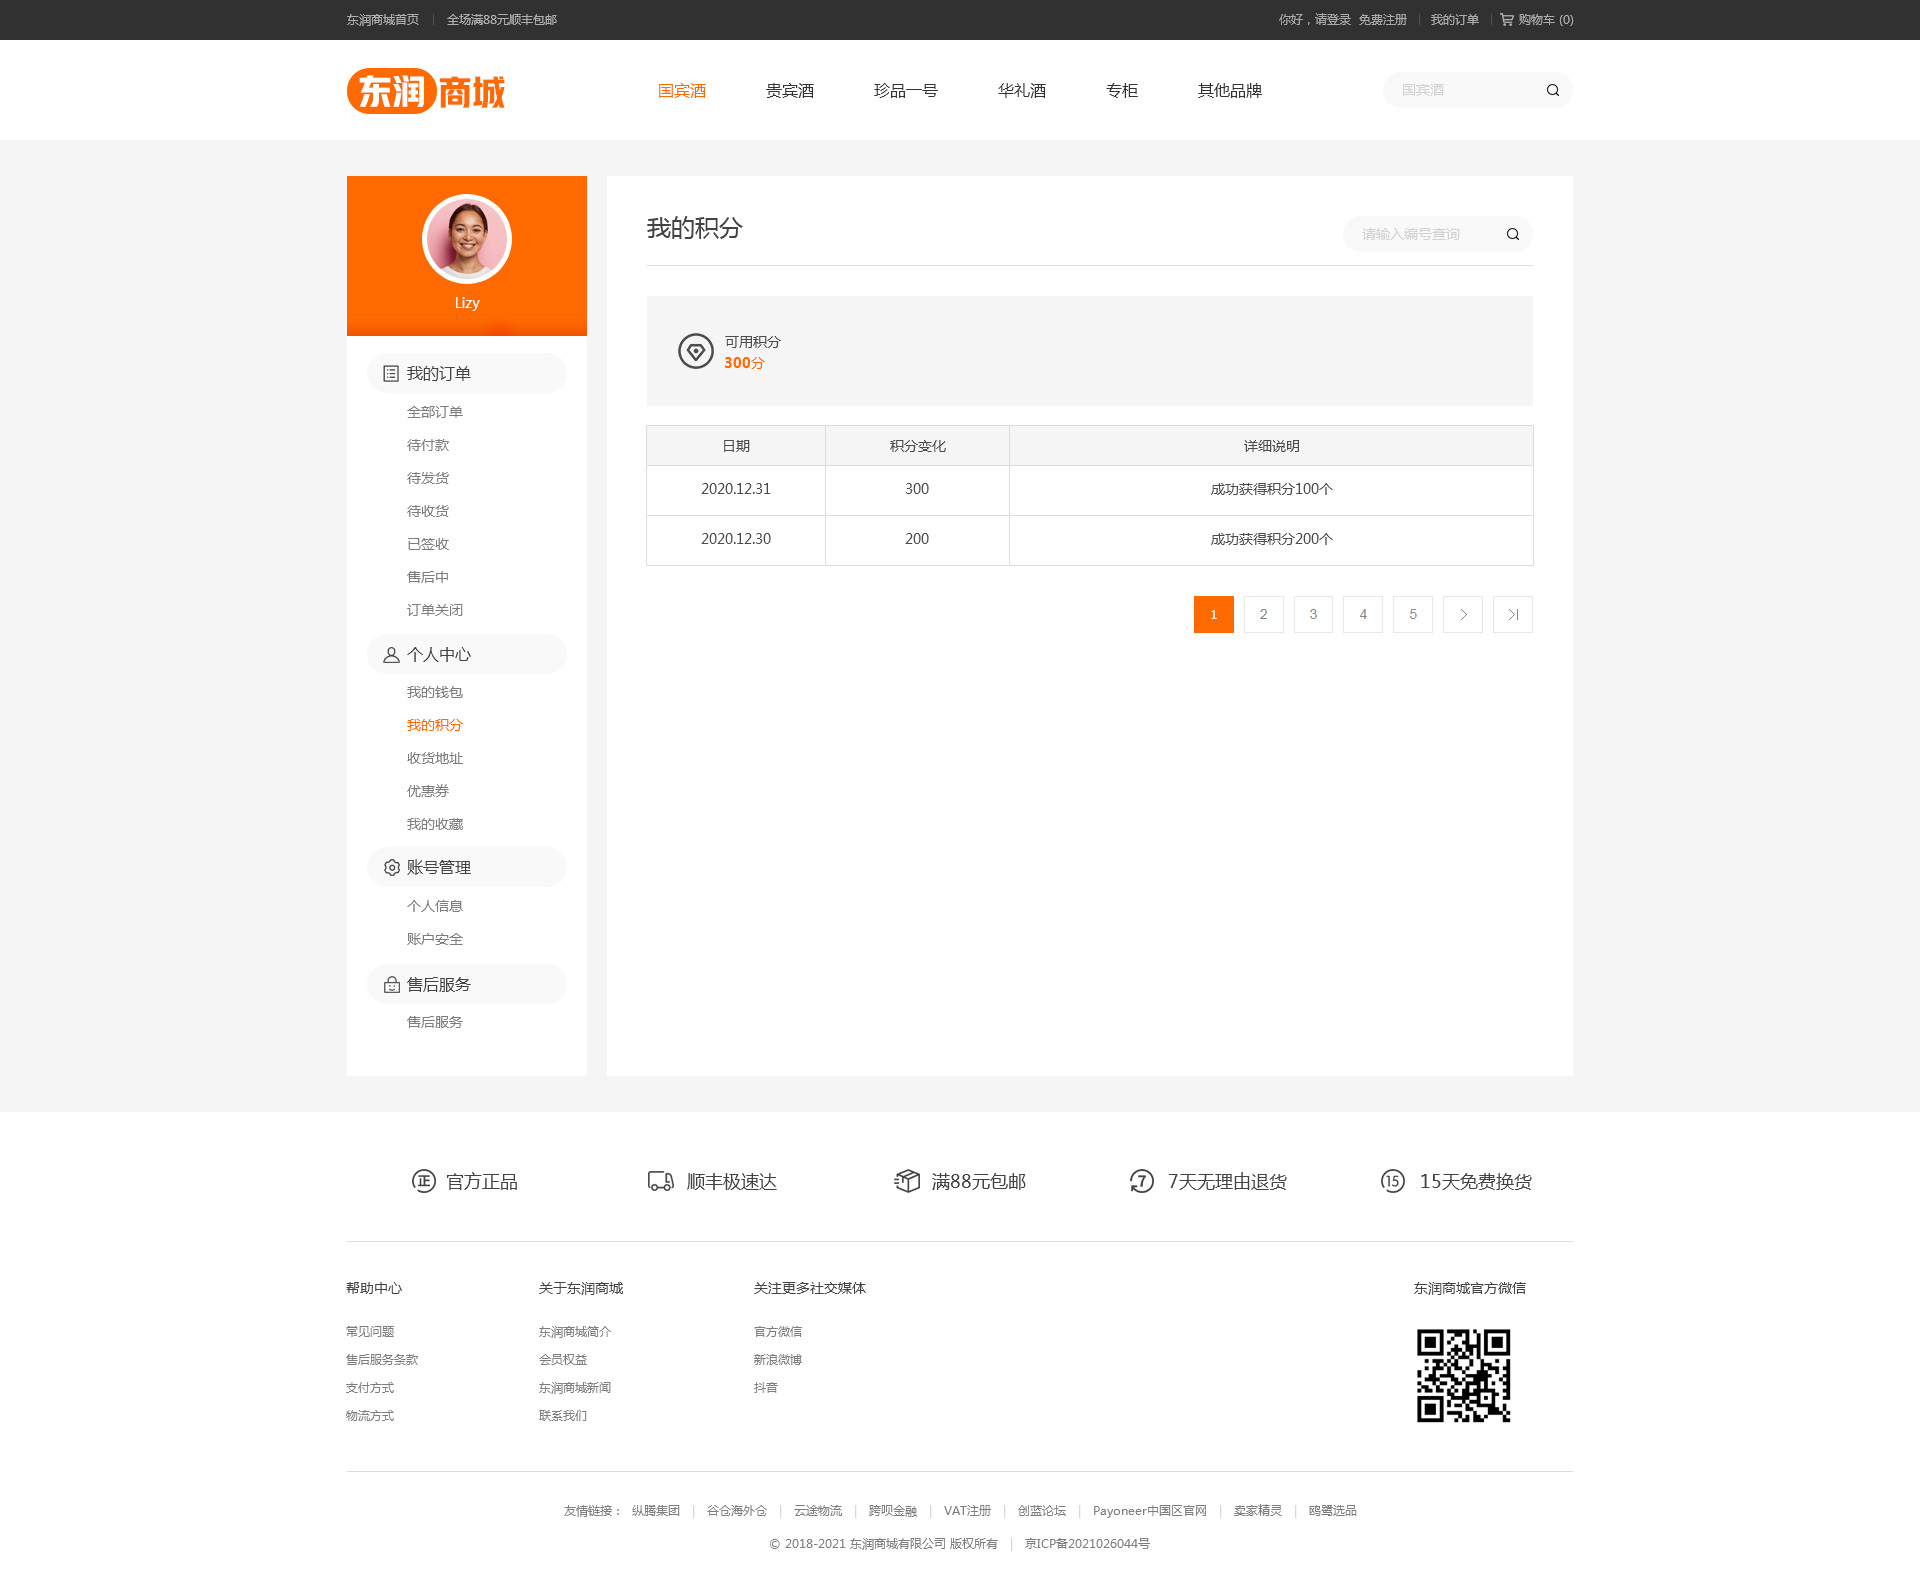 东润商城首页 | 全场满88元顺丰包邮 你好，请登录 免费注册 | 我的订单 | 购物车 (0)
东润商城 国宾酒 贵宾酒 珍品一号 华礼酒 专柜 其他品牌 国宾酒
Lizy
我的订单
全部订单
待付款
待发货
待收货
已签收
售后中
订单关闭
个人中心
我的钱包
我的积分
收货地址
优惠券
我的收藏
账号管理
个人信息
账户安全
售后服务
售后服务
我的积分 请输入编号查询
可用积分
300分
日期 积分变化 详细说明
2020.12.31 300 成功获得积分100个
2020.12.30 200 成功获得积分200个
1 2 3 4 5
正 官方正品 顺丰极速达 满88元包邮 7 7天无理由退货 15 15天免费换货
帮助中心
常见问题
售后服务条款
支付方式
物流方式
关于东润商城
东润商城简介
会员权益
东润商城新闻
联系我们
关注更多社交媒体
官方微信
新浪微博
抖音
东润商城官方微信
友情链接： 纵腾集团 | 谷仓海外仓 | 云途物流 | 跨呗金融 | VAT注册 | 创蓝论坛 | Payoneer中国区官网 | 卖家精灵 | 鸥鹭选品
© 2018-2021 东润商城有限公司 版权所有 | 京ICP备2021026044号